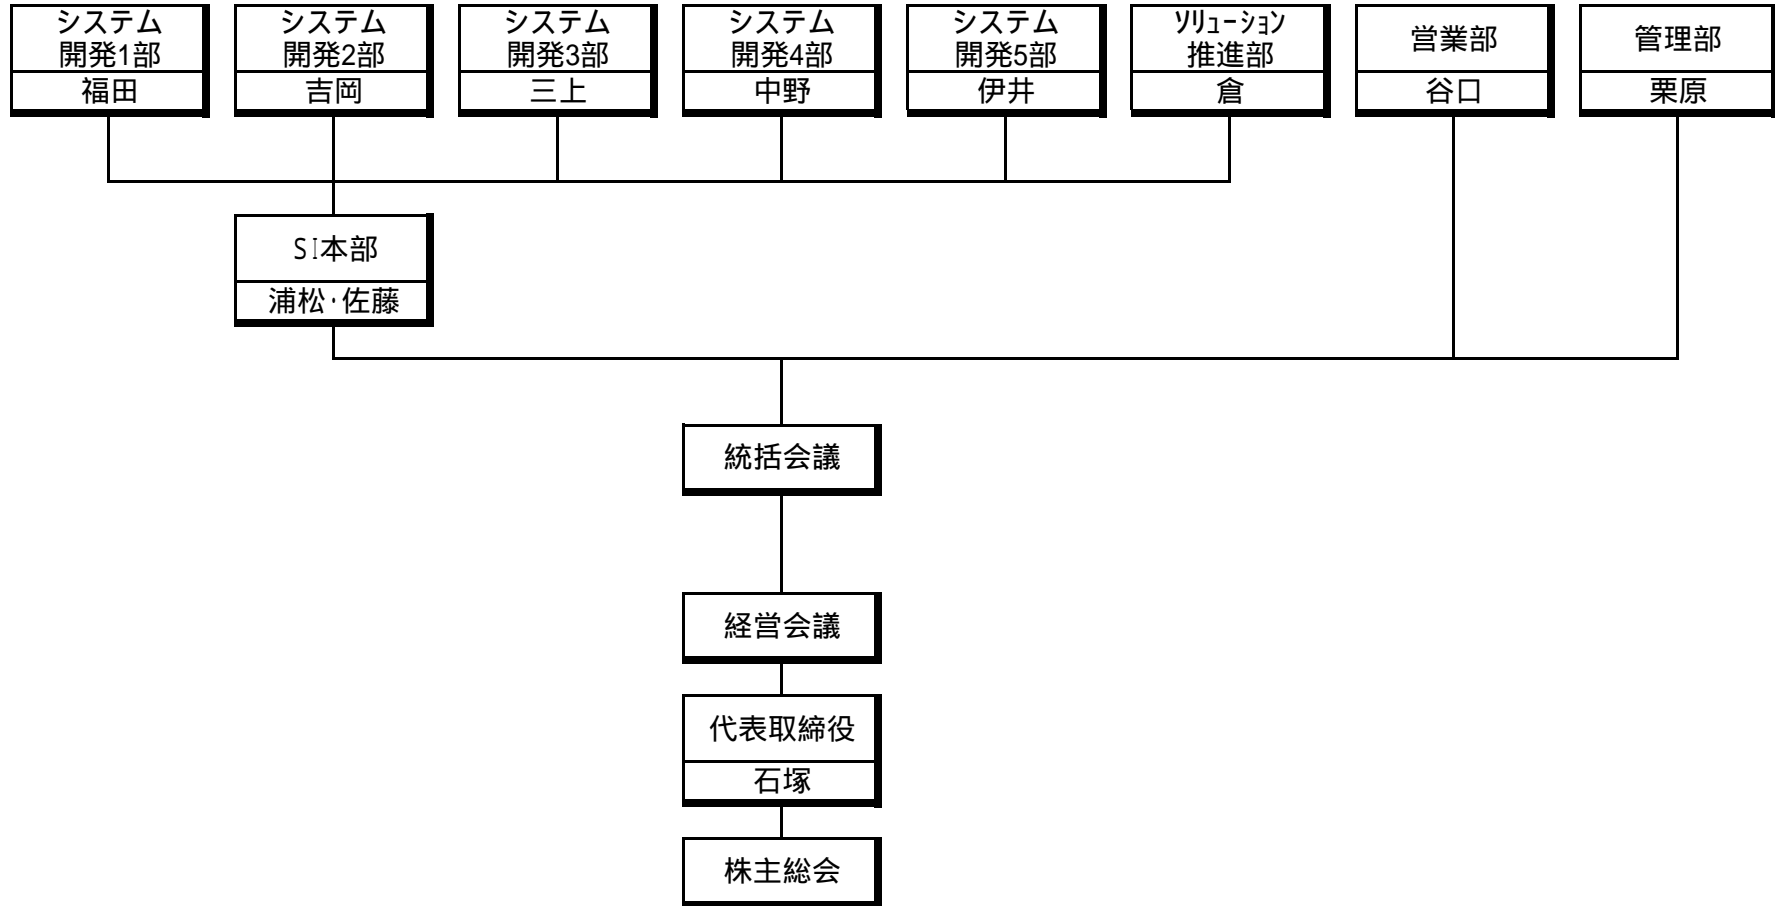 システム
開発1部
福田
システム
開発2部
吉岡
システム
開発3部
三上
システム
開発4部
中野
システム
開発5部
伊井
ｿﾘｭｰｼｮﾝ
推進部
倉
営業部
谷口
管理部
栗原
SI本部
浦松・佐藤
統括会議
経営会議
代表取締役
石塚
株主総会